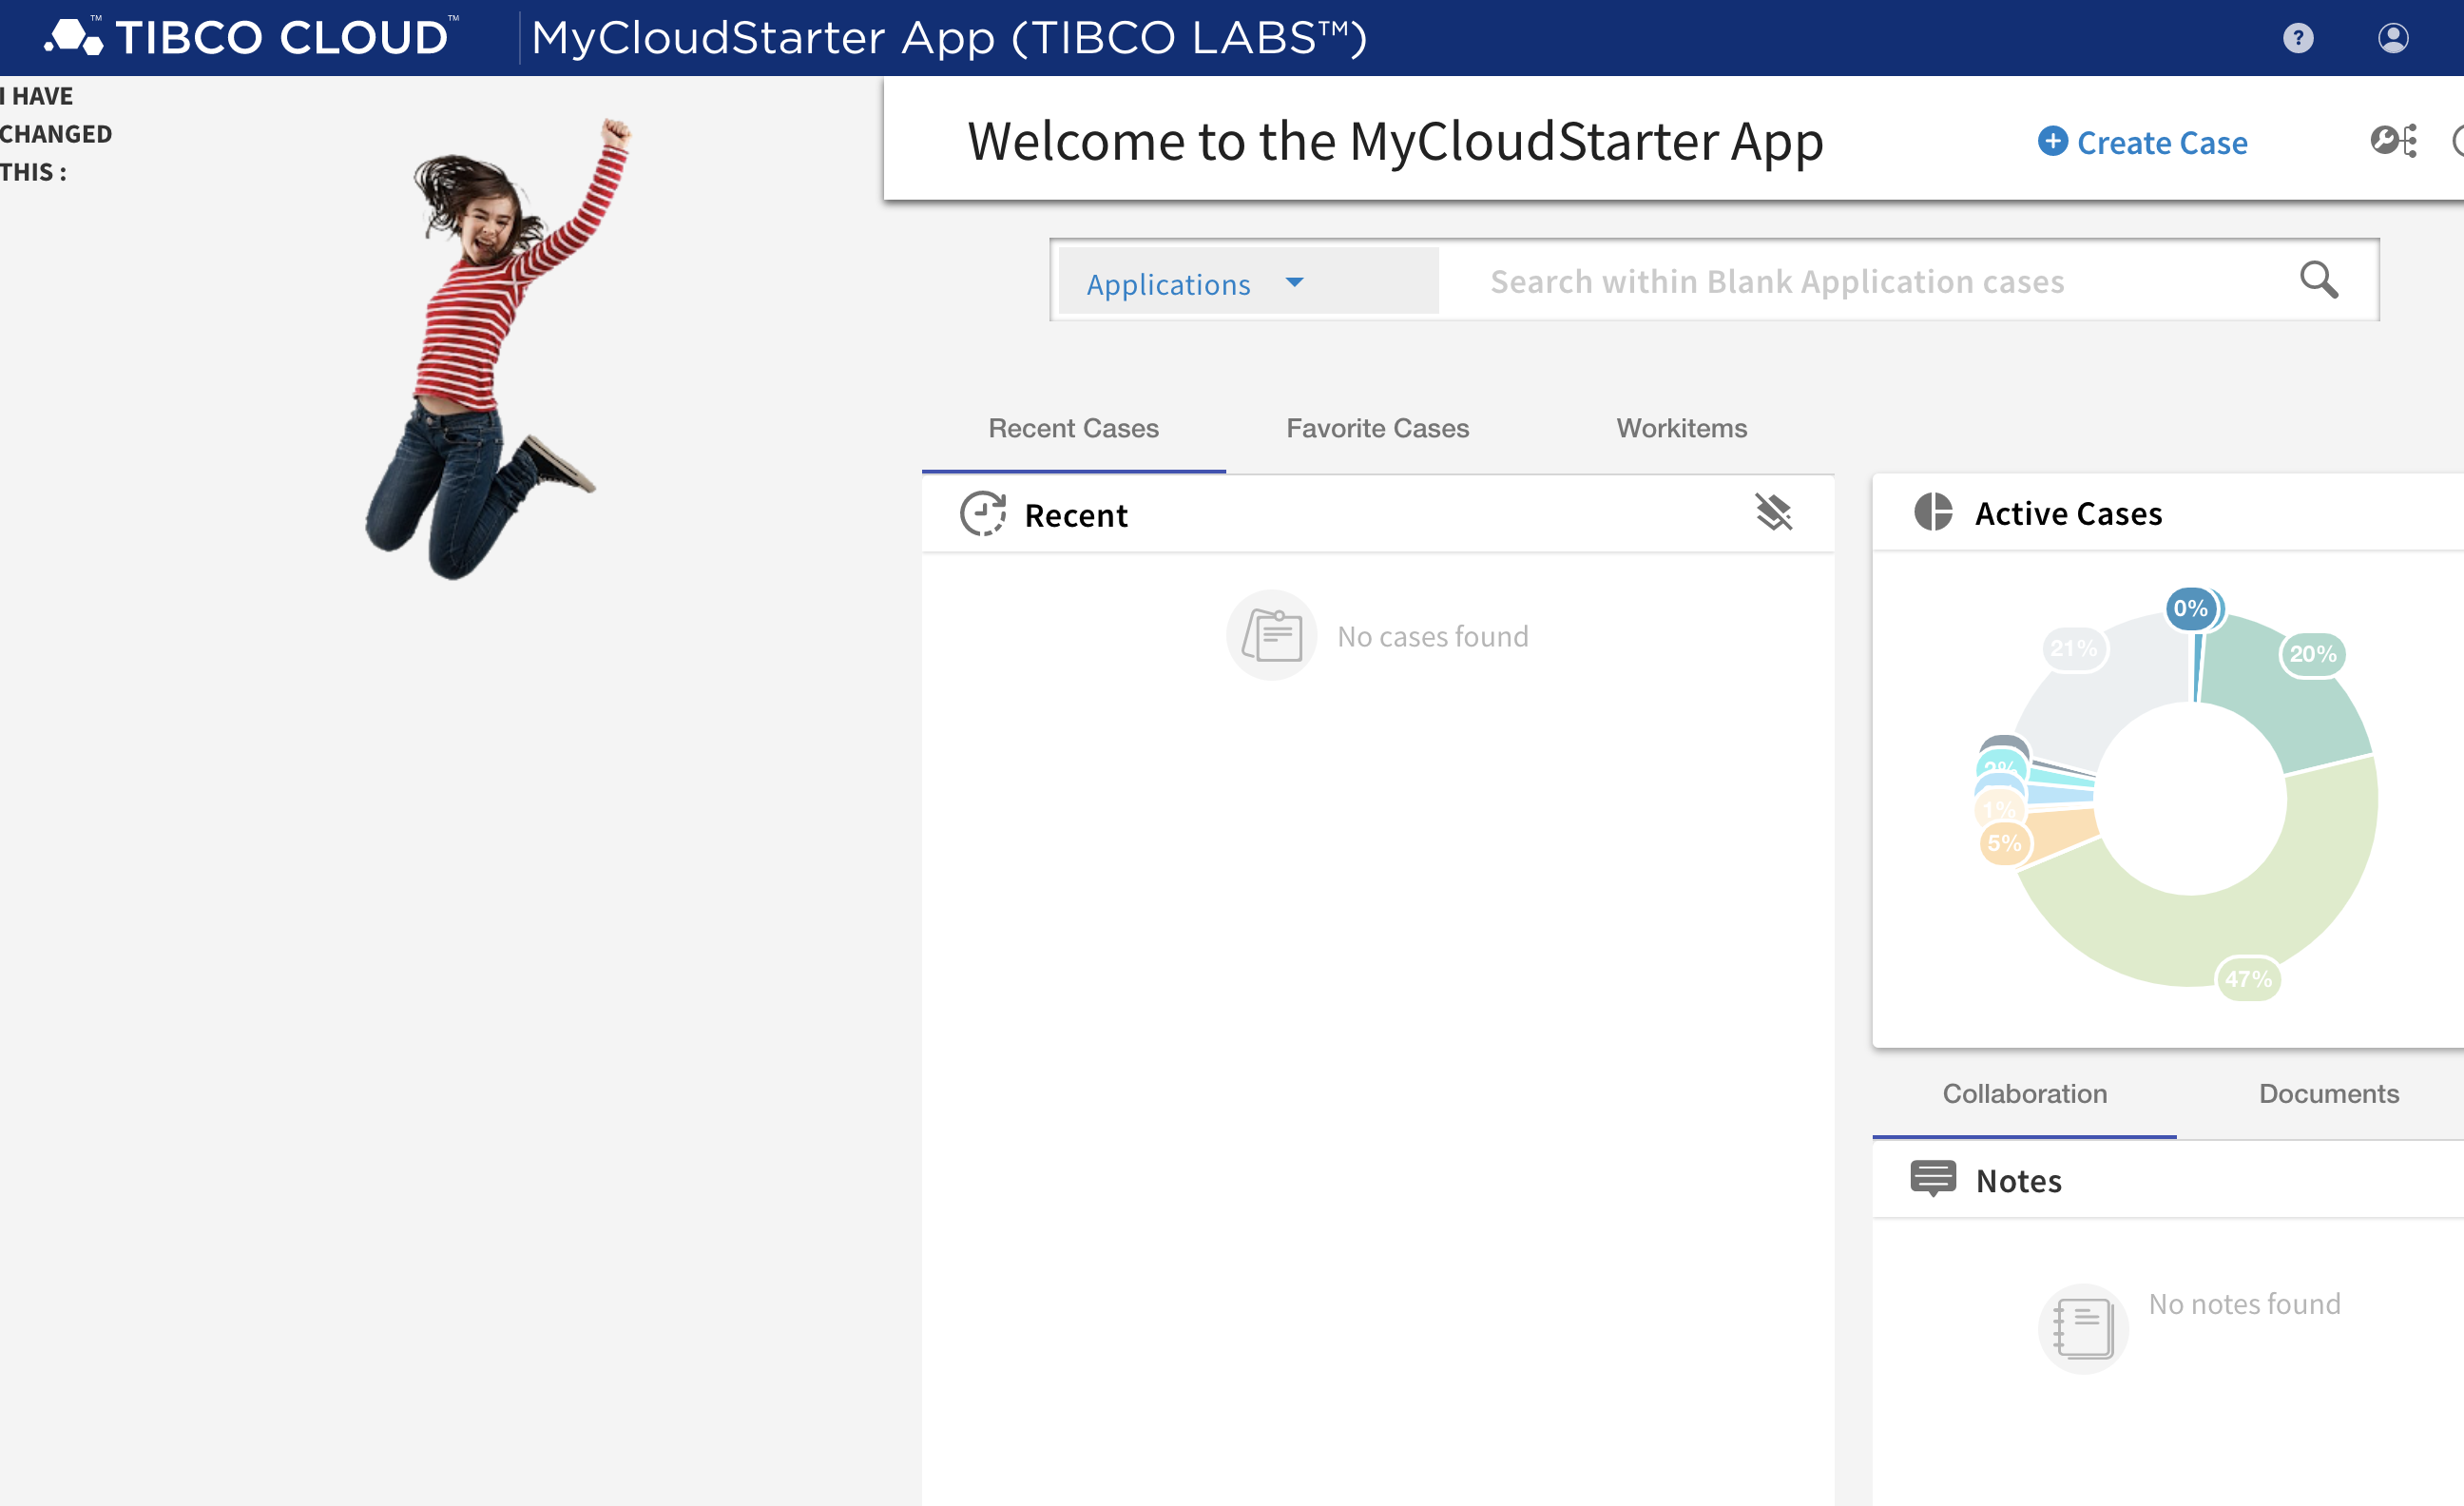 TIBCO CLOUD™ MyCloudStarter App (TIBCO LABS™)
I HAVE
CHANGED
THIS :
Welcome to the MyCloudStarter App
Create Case
Applications
Search within Blank Application cases
Recent Cases Favorite Cases Workitems
Recent
No cases found
Active Cases
0%
20%
21%
1%
5%
47%
Collaboration Documents
Notes
No notes found